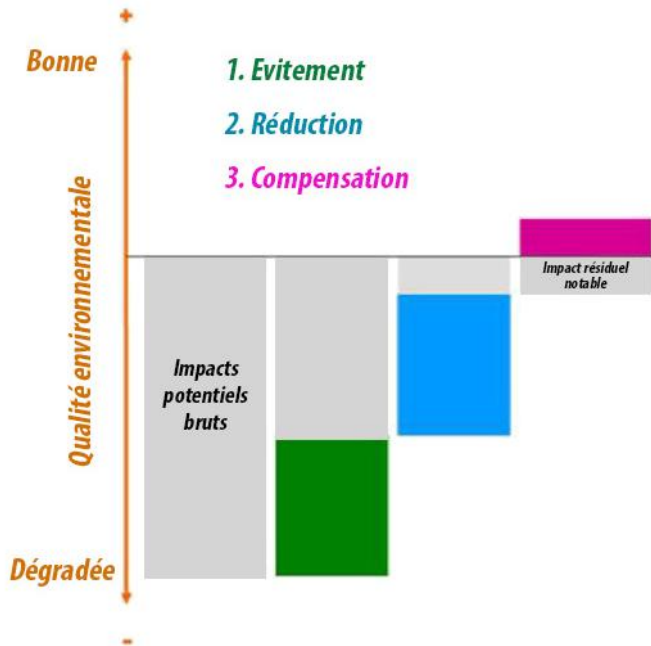 +
Bonne
1. Evitement
2. Réduction
3. Compensation
Qualité environnementale
Impact résiduel
notable
Impacts
potentiels
bruts
Dégradée
-